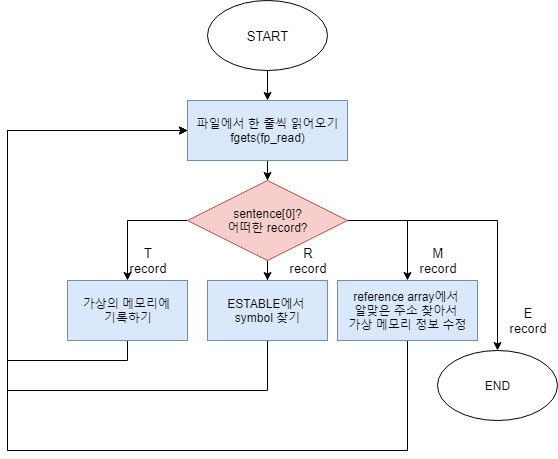 START
파일에서 한 줄씩 읽어오기
fgets(fp_read)
sentence[0]?
어떠한 record?
T
record
R
record
M
record
E
record
가상의 메모리에
기록하기
ESTABLE에서
symbol 찾기
reference array에서
알맞은 주소 찾아서
가상 메모리 정보 수정
END